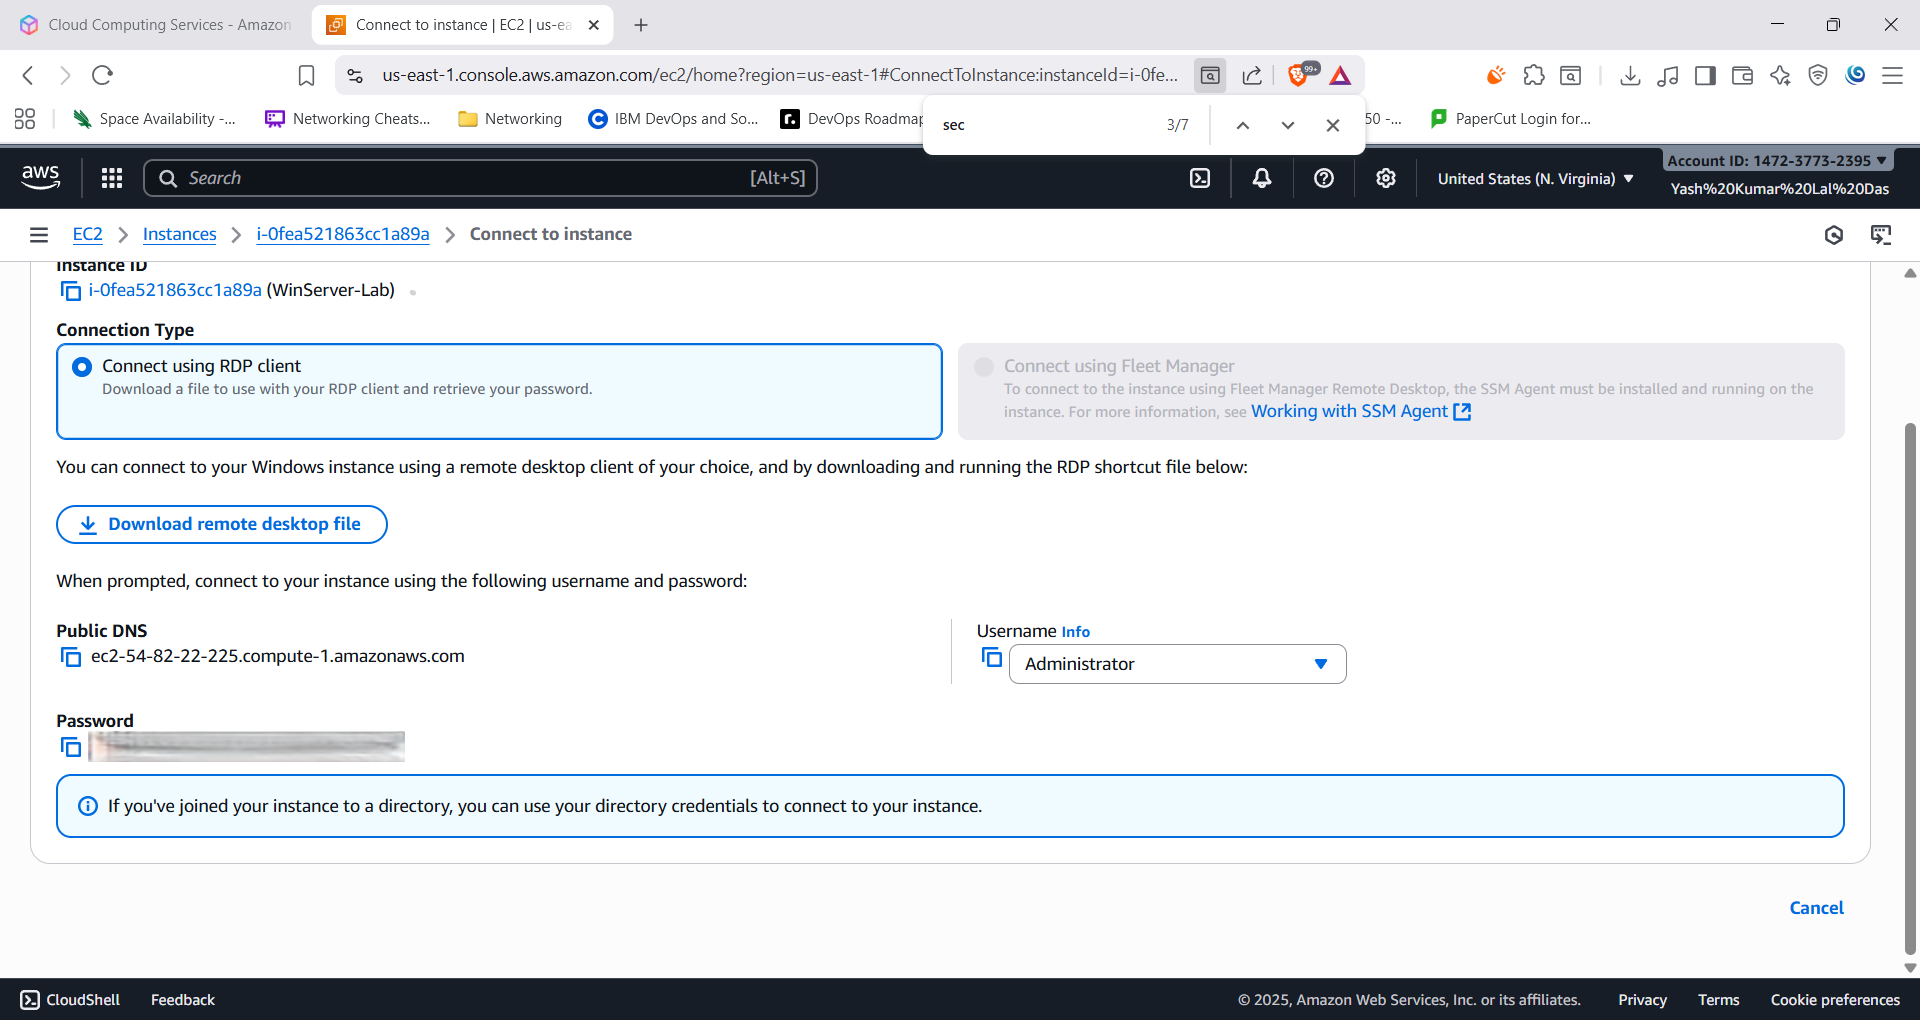 Cloud Computing Services - Amazon
Connect to instance | EC2 | us-ea
us-east-1.console.aws.amazon.com/ec2/home?region=us-east-1#ConnectToInstance:instanceId=i-0fe...
99+
Space Availability -...
Networking Cheats...
Networking
IBM DevOps and So...
DevOps Roadmap
50 -...
PaperCut Login for...
sec
3/7
aws
Search
[Alt+S]
United States (N. Virginia)
Account ID: 1472-3773-2395
Yash%20Kumar%20Lal%20Das
EC2
Instances
i-0fea521863cc1a89a
Connect to instance
Instance ID
i-0fea521863cc1a89a (WinServer-Lab)
Connection Type
Connect using RDP client
Download a file to use with your RDP client and retrieve your password.
Connect using Fleet Manager
To connect to the instance using Fleet Manager Remote Desktop, the SSM Agent must be installed and running on the
instance. For more information, see Working with SSM Agent
You can connect to your Windows instance using a remote desktop client of your choice, and by downloading and running the RDP shortcut file below:
Download remote desktop file
When prompted, connect to your instance using the following username and password:
Public DNS
ec2-54-82-22-225.compute-1.amazonaws.com
Username Info
Administrator
Password
If you've joined your instance to a directory, you can use your directory credentials to connect to your instance.
Cancel
CloudShell
Feedback
© 2025, Amazon Web Services, Inc. or its affiliates.
Privacy
Terms
Cookie preferences